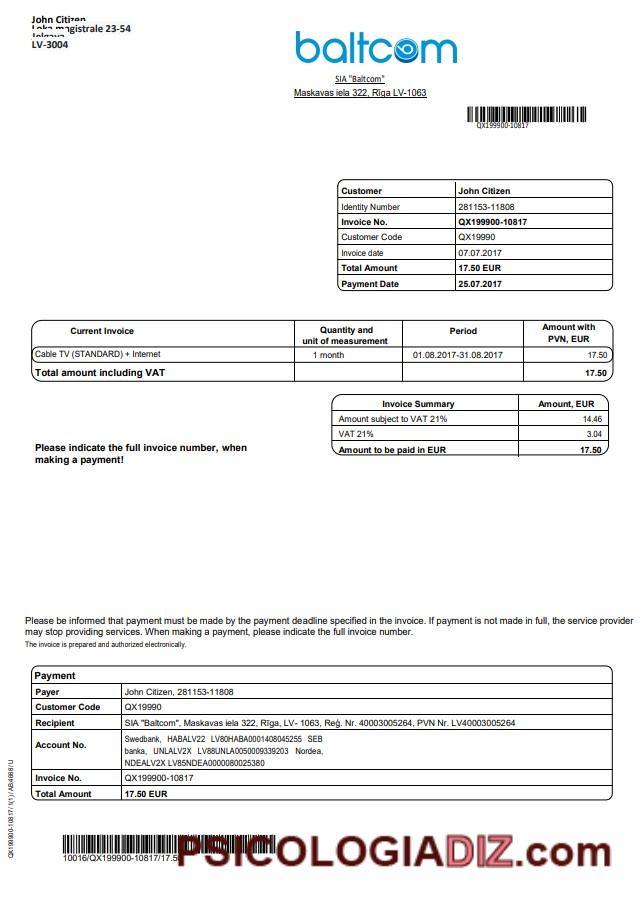 John Citizen
Loka magistrale 23-54
Jelgava
LV-3004
baltcom
SIA "Baltcom"
Maskavas iela 322, Rīga LV-1063
QX199900-10817
Customer John Citizen
Identity Number 281153-11808
Invoice No. QX199900-10817
Customer Code QX19990
Invoice date 07.07.2017
Total Amount 17.50 EUR
Payment Date 25.07.2017
Current Invoice Quantity and unit of measurement Period Amount with PVN, EUR
Cable TV (STANDARD) + Internet 1 month 01.08.2017-31.08.2017 17.50
Total amount including VAT 17.50
Invoice Summary Amount, EUR
Amount subject to VAT 21% 14.46
VAT 21% 3.04
Amount to be paid in EUR 17.50
Please indicate the full invoice number, when
making a payment!
Please be informed that payment must be made by the payment deadline specified in the invoice. If payment is not made in full, the service provider
may stop providing services. When making a payment, please indicate the full invoice number.
The invoice is prepared and authorized electronically.
Payment
Payer John Citizen, 281153-11808
Customer Code QX19990
Recipient SIA "Baltcom", Maskavas iela 322, Rīga, LV- 1063, Reģ. Nr. 40003005264, PVN Nr. LV40003005264
Account No. Swedbank, HABALV22 LV80HABA0001408045255 SEB
banka, UNLALV2X LV88UNLA0050009339203 Nordea,
NDEALV2X LV85NDEA0000080025380
Invoice No. QX199900-10817
Total Amount 17.50 EUR
QX199900-10817/ 1(1) / AB4668/ U
10016/QX199900-10817/17.50
PSICOLOGIADIZ.com